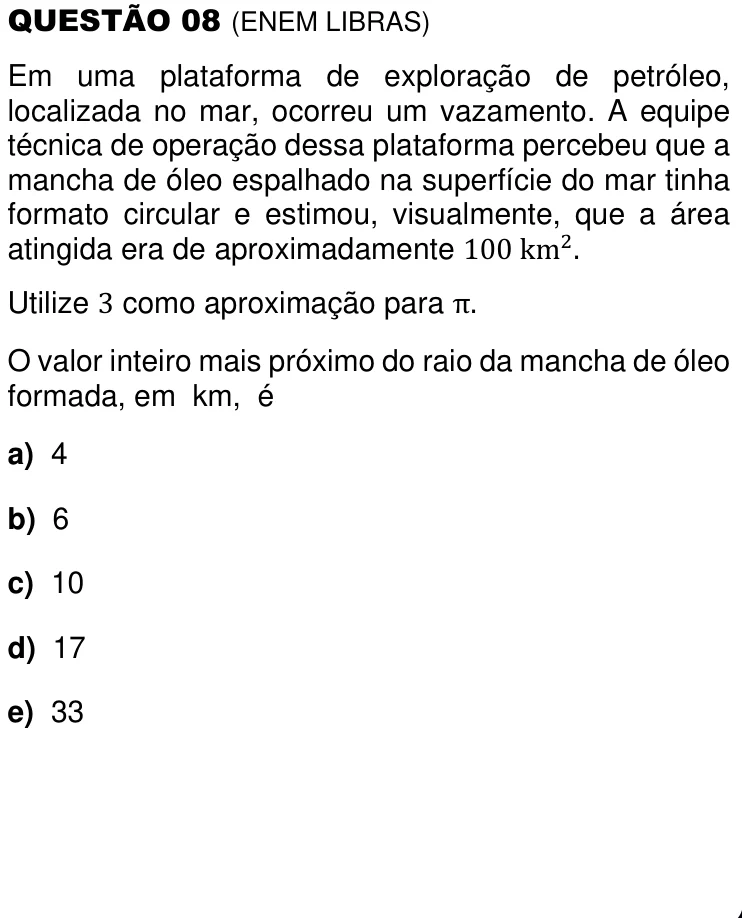 QUESTÃO 08 (ENEM LIBRAS)
Em uma plataforma de exploração de petróleo,
localizada no mar, ocorreu um vazamento. A equipe
técnica de operação dessa plataforma percebeu que a
mancha de óleo espalhado na superfície do mar tinha
formato circular e estimou, visualmente, que a área
atingida era de aproximadamente 100 km².
Utilize 3 como aproximação para π.
O valor inteiro mais próximo do raio da mancha de óleo
formada, em km, é
a) 4
b) 6
c) 10
d) 17
e) 33